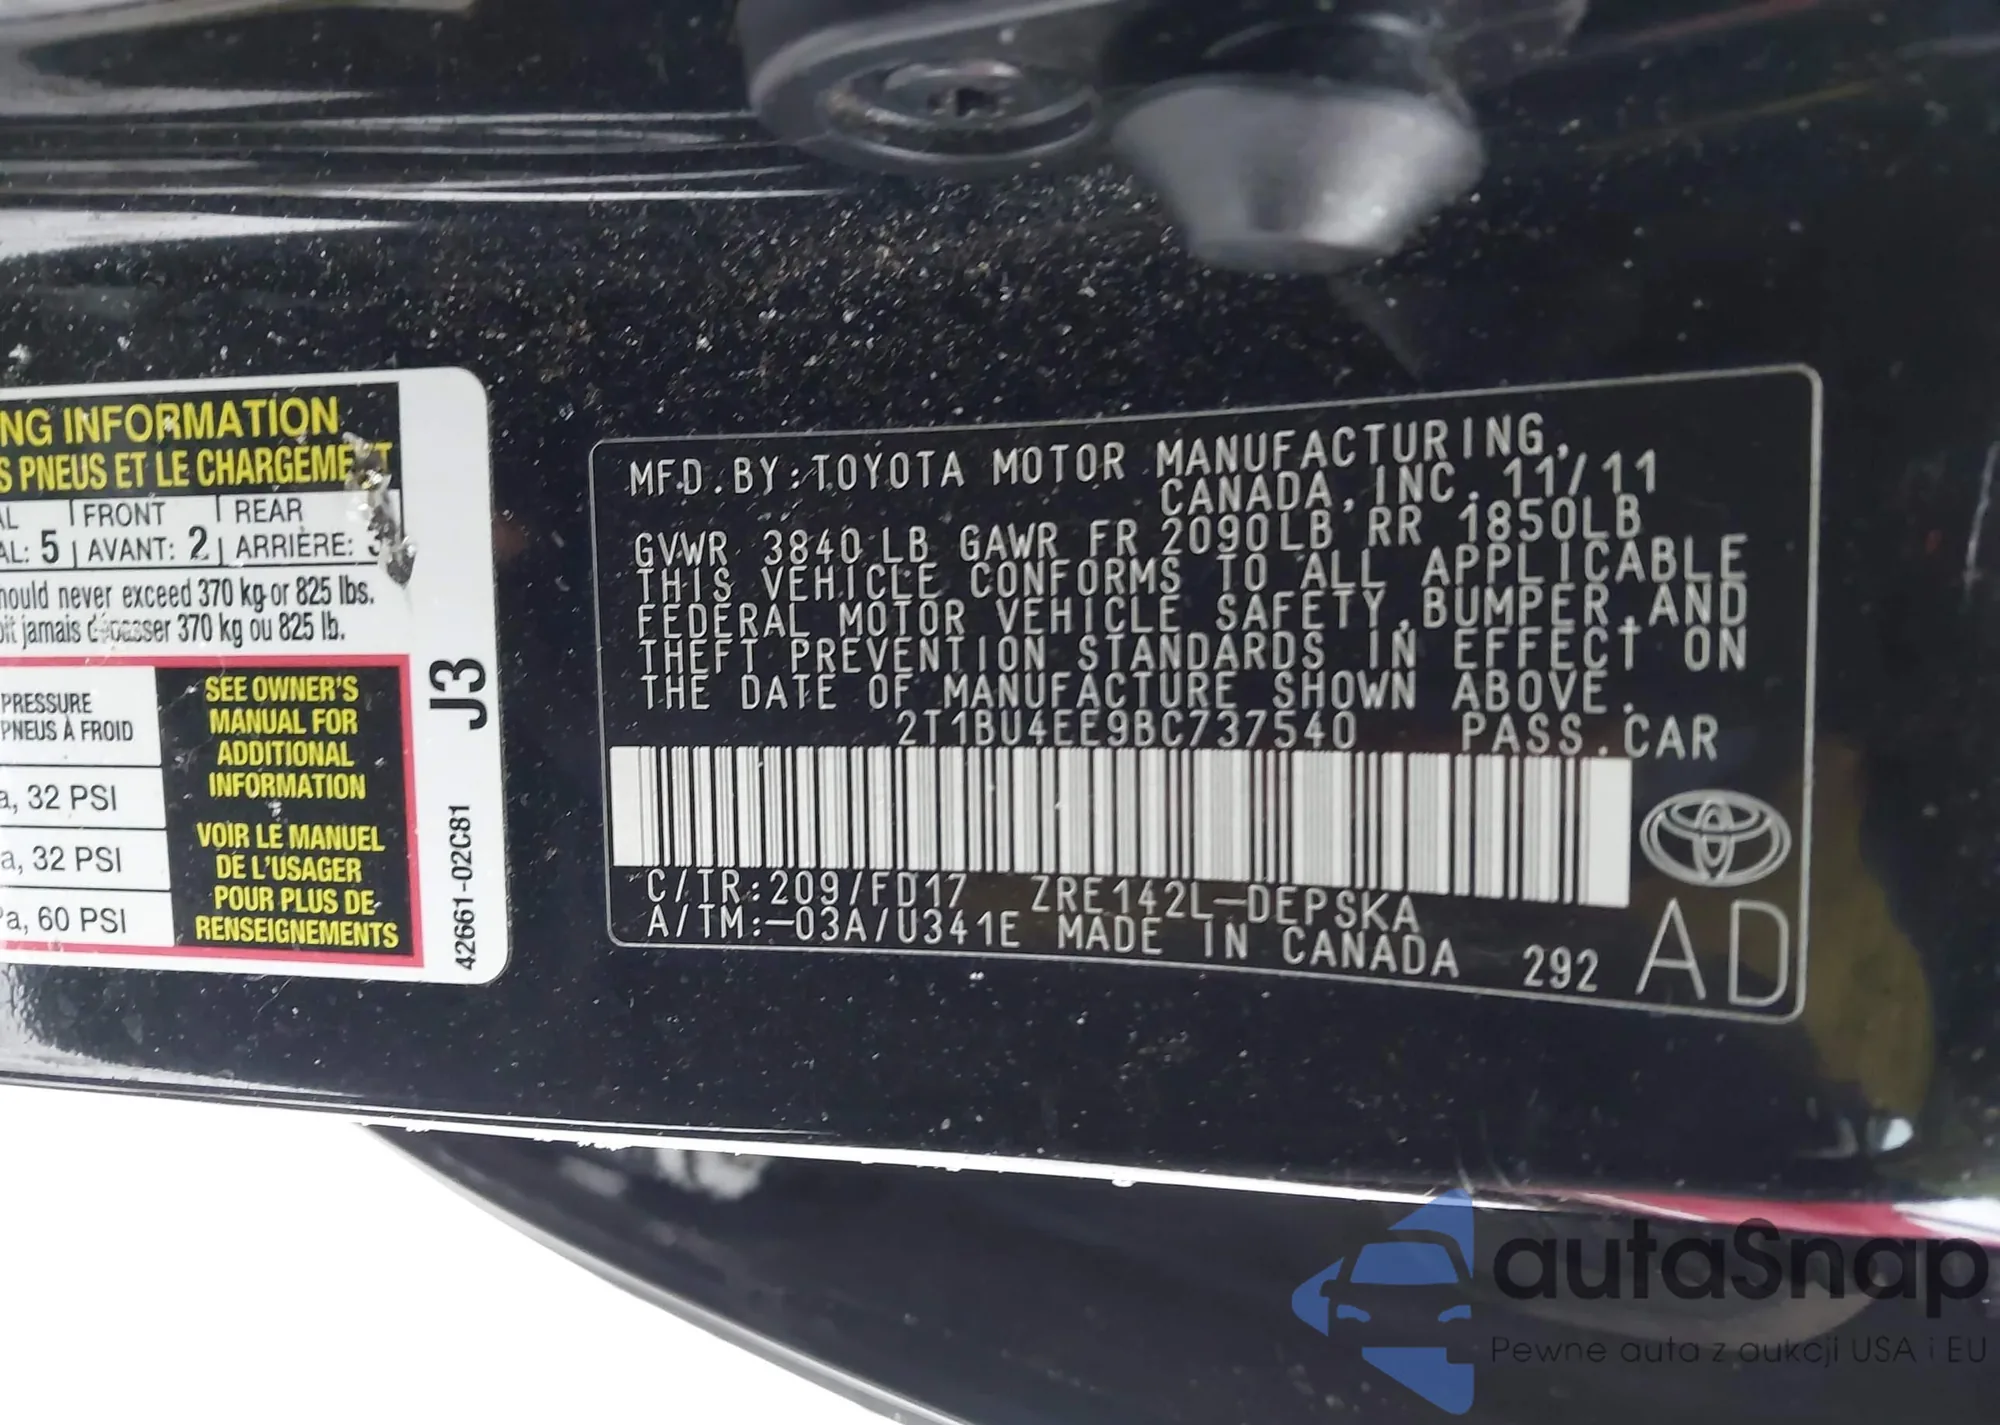 NG INFORMATION
S PNEUS ET LE CHARGEMENT
AL FRONT REAR
AL: 5 AVANT: 2 ARRIÈRE: 3
hould never exceed 370 kg or 825 lbs.
oit jamais dépasser 370 kg ou 825 lb.
PRESSURE
PNEUS À FROID
a, 32 PSI
a, 32 PSI
Pa, 60 PSI
SEE OWNER'S
MANUAL FOR
ADDITIONAL
INFORMATION
VOIR LE MANUEL
DE L'USAGER
POUR PLUS DE
RENSEIGNEMENTS
J3
42661-02C81
MFD.BY:TOYOTA MOTOR MANUFACTURING,
CANADA,INC. 11/11
GVWR 3840 LB GAWR FR 2090LB RR 1850LB
THIS VEHICLE CONFORMS TO ALL APPLICABLE
FEDERAL MOTOR VEHICLE SAFETY,BUMPER,AND
THEFT PREVENTION STANDARDS IN EFFECT ON
THE DATE OF MANUFACTURE SHOWN ABOVE.
2T1BU4EE9BC737540 PASS.CAR
C/TR:209/FD17 ZRE142L-DEPSKA
A/TM:-03A/U341E MADE IN CANADA 292
AD
autaSnap
Pewne auta z aukcji USA i EU